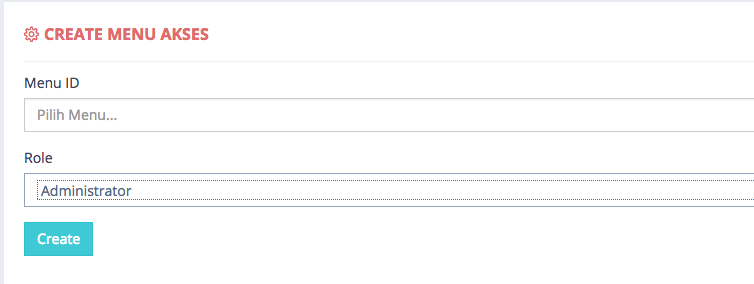 CREATE MENU AKSES
Menu ID
Pilih Menu...
Role
Administrator
Create